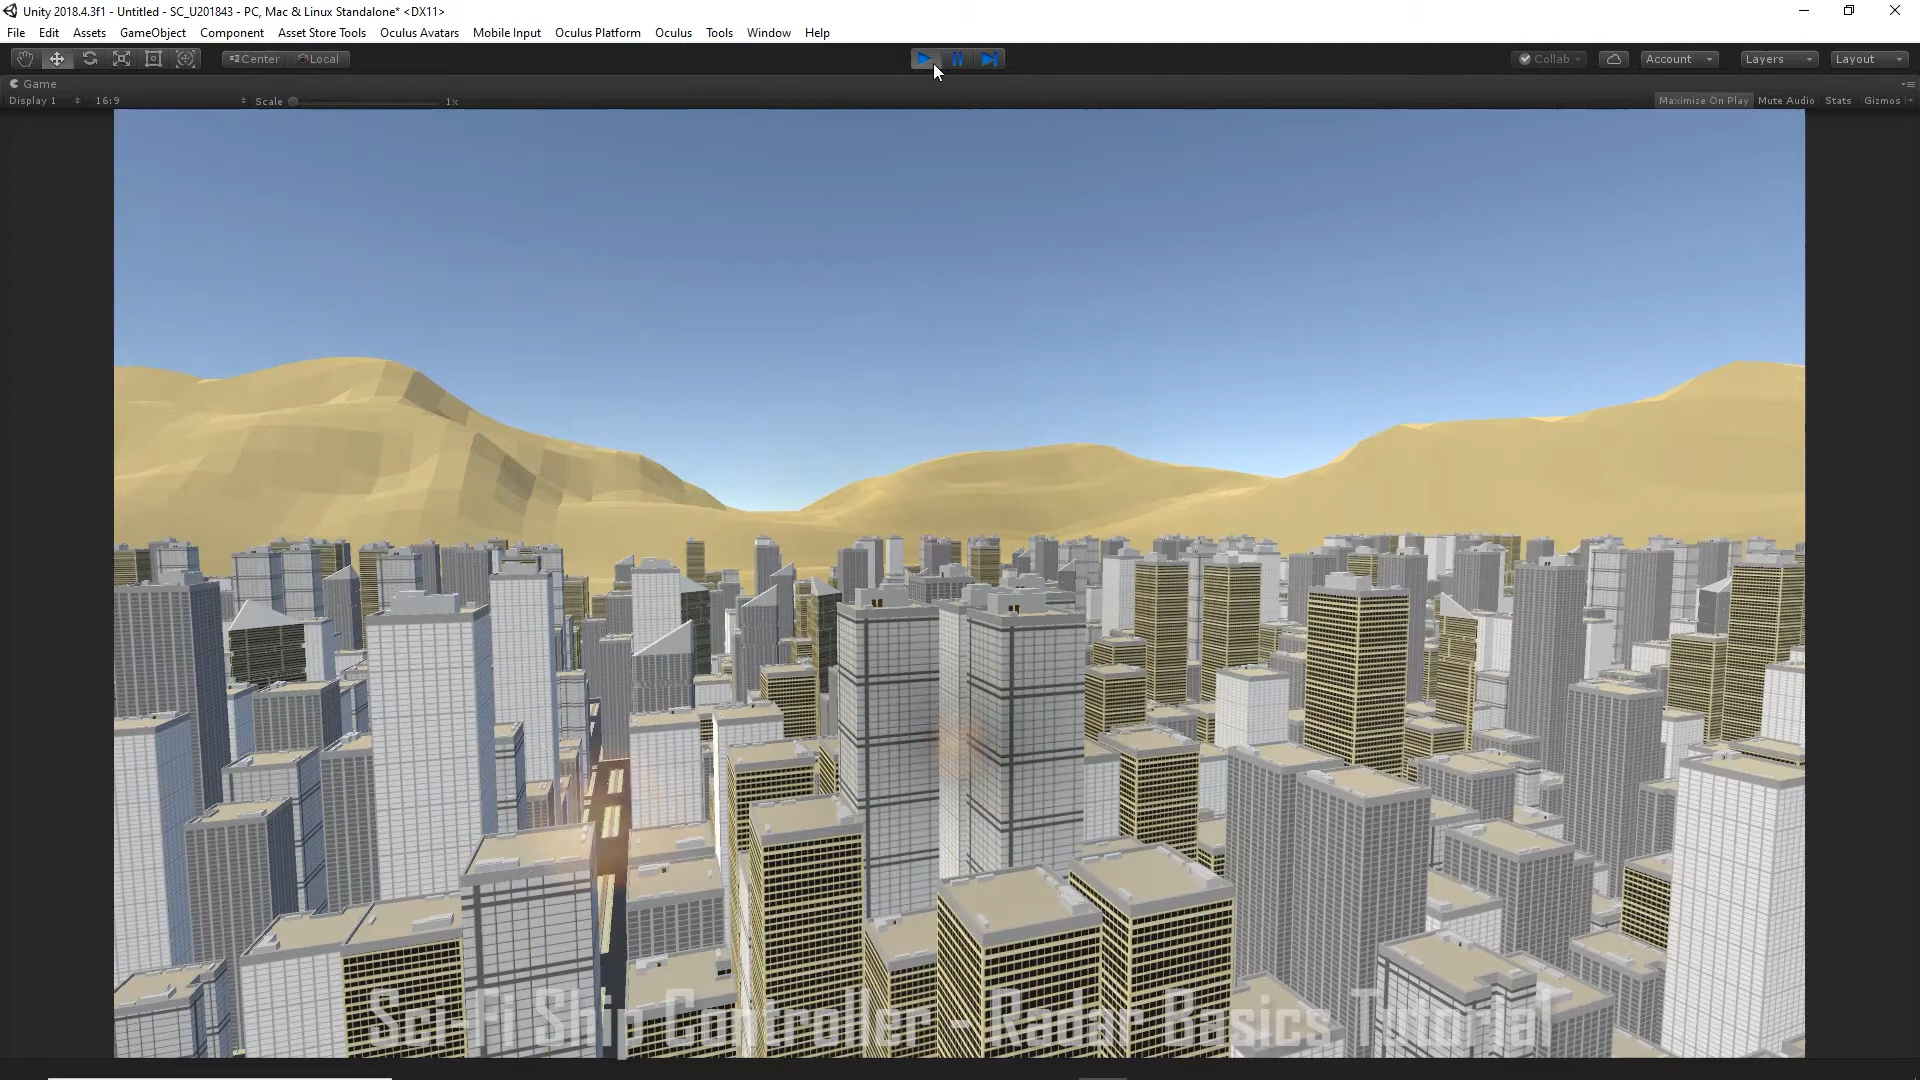 Unity 2018.4.3f1 - Untitled - SC_U201843 - PC, Mac & Linux Standalone* <DX11>
File Edit Assets GameObject Component Asset Store Tools Oculus Avatars Mobile Input Oculus Platform Oculus Tools Window Help
Center Local Collab Account Layers Layout
Game
Display 1 16:9 Scale 1x Maximize On Play Mute Audio Stats Gizmos
Sci-Fi Ship Controller - Radar Basics Tutorial